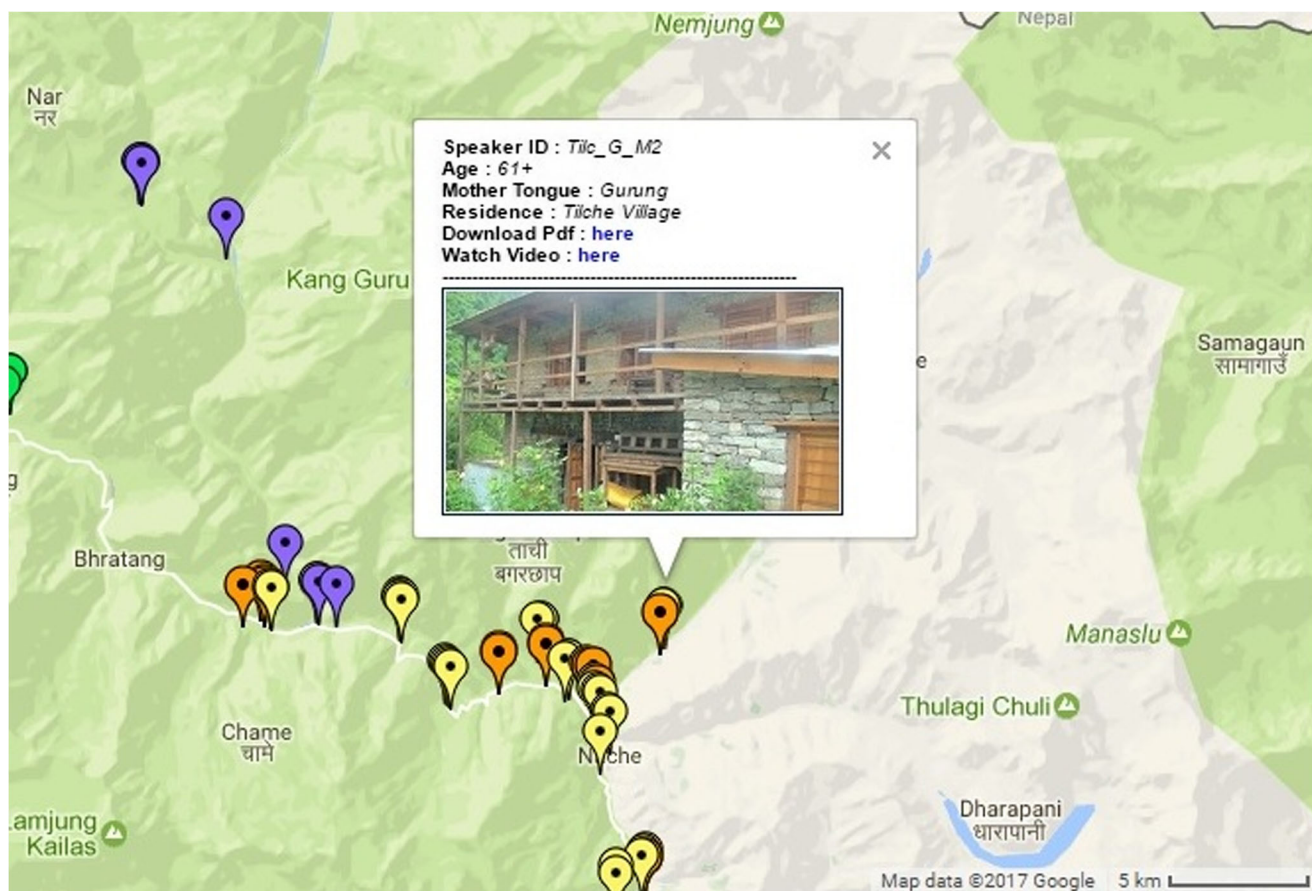 Nemjung
Nepal
Nar
नर
Speaker ID : Tilc_G_M2
Age : 61+
Mother Tongue : Gurung
Residence : Tilche Village
Download Pdf : here
Watch Video : here
Kang Guru
Samagaun
सामागाउँ
Bhratang
ताची
बगरछाप
Manaslu
Thulagi Chuli
Chame
चामे
Dharapani
धारापानी
Lamjung
Kailas
Map data ©2017 Google
5 km